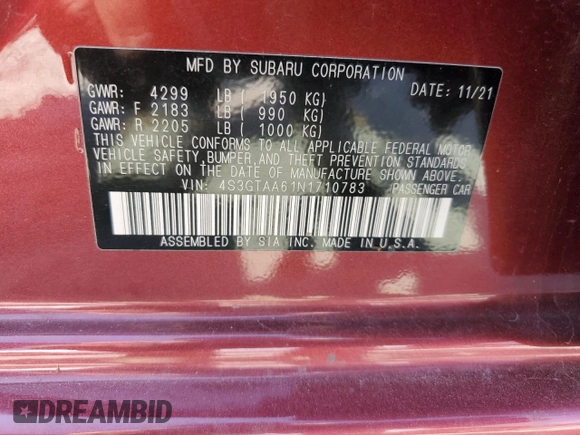 MFD BY SUBARU CORPORATION DATE: 11/21
GVWR: 4299 LB ( 1950 KG)
GAWR: F 2183 LB ( 990 KG)
GAWR: R 2205 LB ( 1000 KG)
THIS VEHICLE CONFORMS TO ALL APPLICABLE FEDERAL MOTOR
VEHICLE SAFETY, BUMPER, AND THEFT PREVENTION STANDARDS
IN EFFECT ON THE DATE OF MANUFACTURE SHOWN ABOVE.
VIN: 4S3GTAA61N1710783 PASSENGER CAR
ASSEMBLED BY SIA INC. MADE IN U.S.A.
DREAMBID